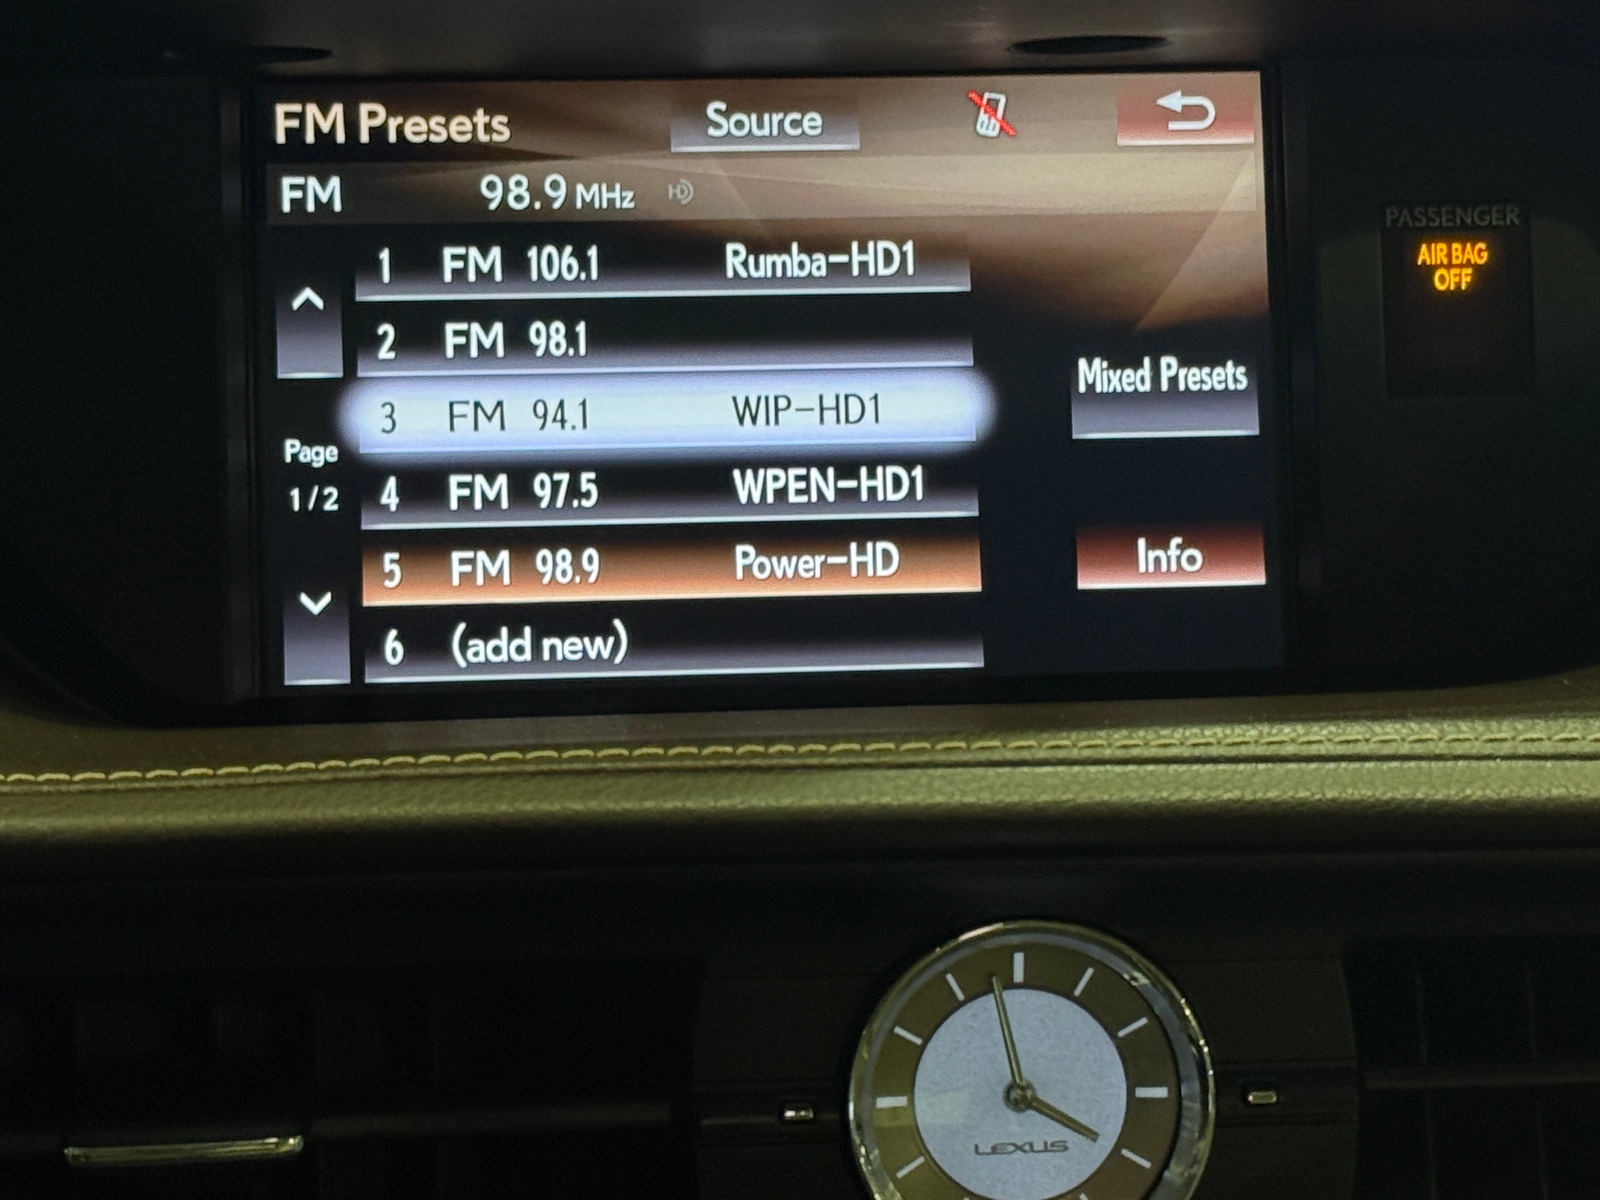 FM Presets Source
FM 98.9 MHz HD
1 FM 106.1 Rumba-HD1
2 FM 98.1
3 FM 94.1 WIP-HD1
4 FM 97.5 WPEN-HD1
5 FM 98.9 Power-HD
6 (add new)
Page
1/2
Mixed Presets
Info
PASSENGER
AIR BAG
OFF
LEXUS